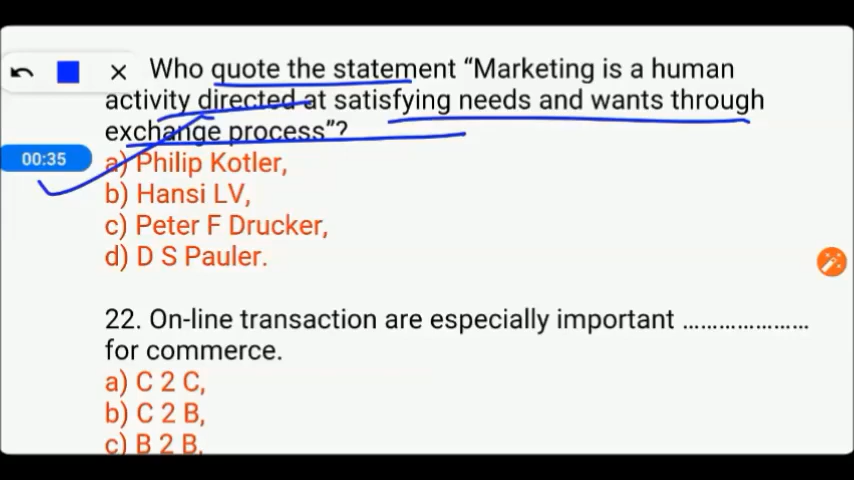 Who quote the statement “Marketing is a human
activity directed at satisfying needs and wants through
exchange process”?
00:35
a) Philip Kotler,
b) Hansi LV,
c) Peter F Drucker,
d) D S Pauler.
22. On-line transaction are especially important .....................
for commerce.
a) C 2 C,
b) C 2 B,
c) B 2 B.